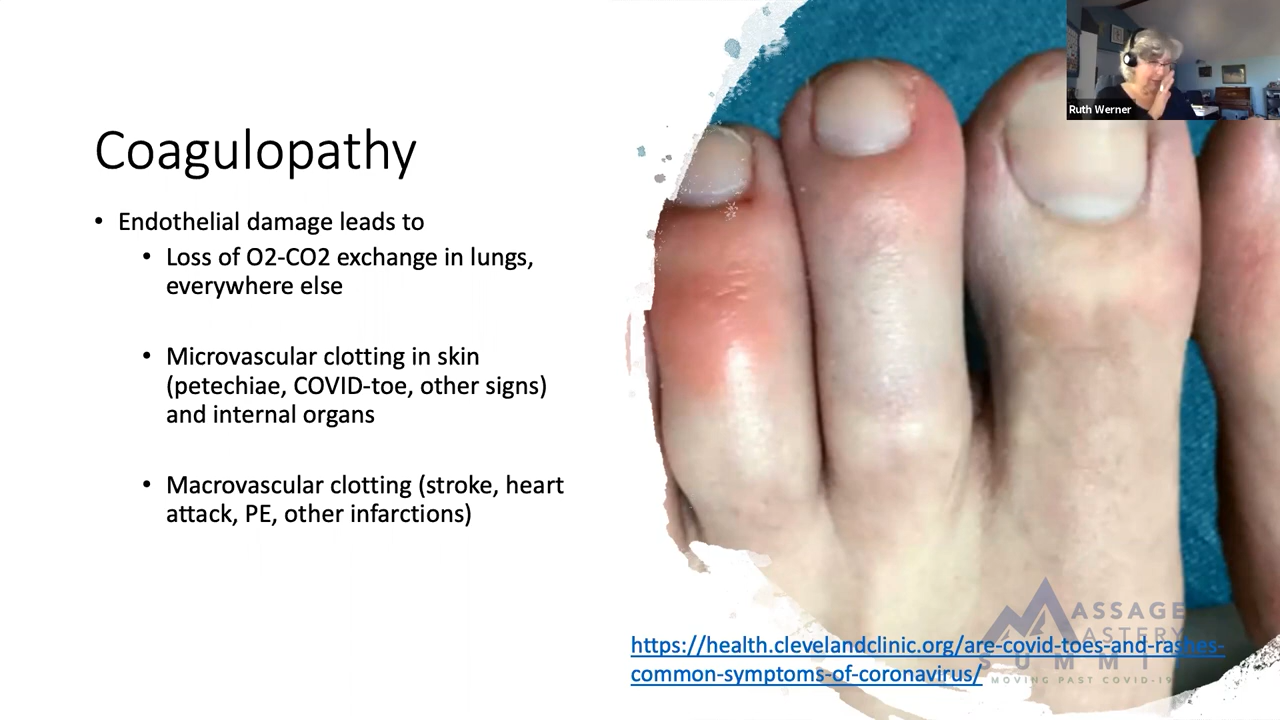 Ruth Werner
Coagulopathy
• Endothelial damage leads to
• Loss of O2-CO2 exchange in lungs,
everywhere else
• Microvascular clotting in skin
(petechiae, COVID-toe, other signs)
and internal organs
• Macrovascular clotting (stroke, heart
attack, PE, other infarctions)
MASSAGE
MASTERY
SUMMIT
MOVING PAST COVID-19
https://health.clevelandclinic.org/are-covid-toes-and-rashes-
common-symptoms-of-coronavirus/